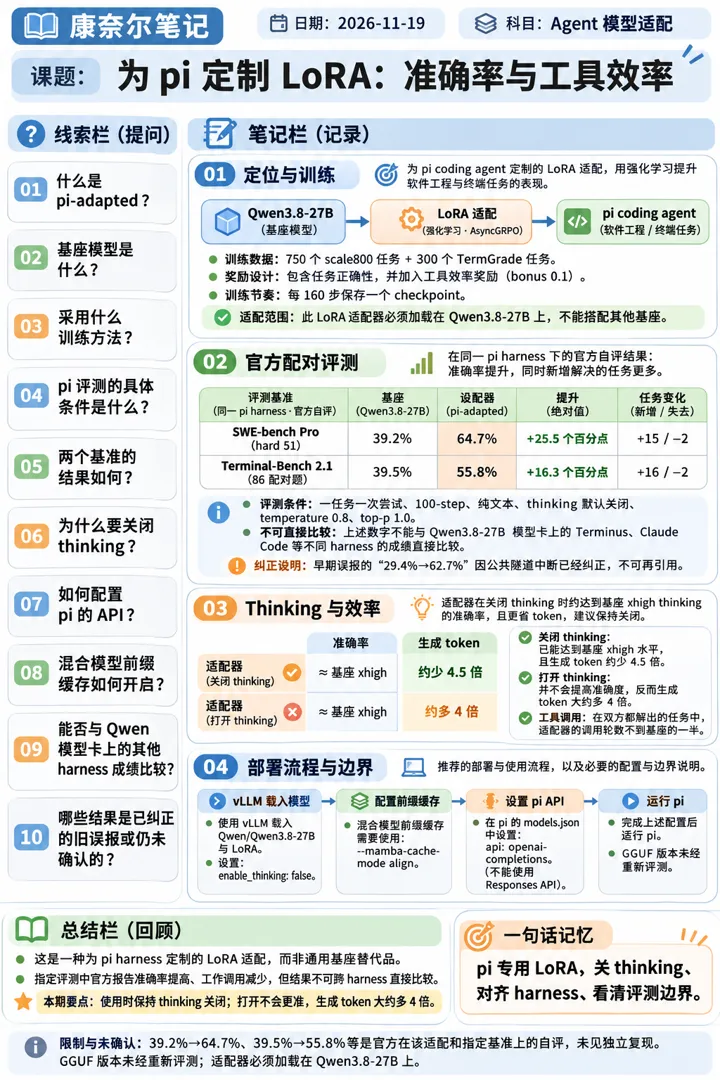 康奈尔笔记
日期：2026-11-19
科目：Agent 模型适配
课题：
为 pi 定制 LoRA：准确率与工具效率
? 线索栏（提问）
01 什么是
pi-adapted？
02 基座模型是
什么？
03 采用什么
训练方法？
04 pi 评测的具体
条件是什么？
05 两个基准的
结果如何？
06 为什么要关闭
thinking？
07 如何配置
pi 的 API？
08 混合模型前缀
缓存如何开启？
09 能否与 Qwen
模型卡上的其他
harness 成绩比较？
10 哪些结果是已纠正
的旧误报或仍未
确认的？
笔记栏（记录）
01 定位与训练
为 pi coding agent 定制的 LoRA 适配，用强化学习提升
软件工程与终端任务的表现。
Qwen3.8-27B
（基座模型）
LoRA 适配
（强化学习 · AsyncGRPO）
pi coding agent
（软件工程 / 终端任务）
● 训练数据：750 个 scale800 任务 + 300 个 TermGrade 任务。
● 奖励设计：包含任务正确性，并加入工具效率奖励（bonus 0.1）。
● 训练节奏：每 160 步保存一个 checkpoint。
适配范围：此 LoRA 适配器必须加载在 Qwen3.8-27B 上，不能搭配其他基座。
02 官方配对评测
在同一 pi harness 下的官方自评结果：
准确率提升，同时新增解决的任务更多。
评测基准 基座 设配器 提升 任务变化
（同一 pi harness · 官方自评） (Qwen3.8-27B) (pi-adapted) （绝对值） （新增 / 失去）
SWE-bench Pro
(hard 51)
39.2% 64.7% +25.5 个百分点 +15 / −2
Terminal-Bench 2.1
(86 配对题)
39.5% 55.8% +16.3 个百分点 +16 / −2
● 评测条件：一任务一次尝试、100-step、纯文本、thinking 默认关闭、
temperature 0.8、top-p 1.0。
● 不可直接比较：上述数字不能与 Qwen3.8-27B 模型卡上的 Terminus、Claude
Code 等不同 harness 的成绩直接比较。
纠正说明：早期误报的“29.4%→62.7%”因公共隧道中断已经纠正，不可再引用。
03 Thinking 与效率
适配器在关闭 thinking 时约达到基座 xhigh thinking
的准确率，且更省 token，建议保持关闭。
准确率 生成 token
适配器
（关闭 thinking）
≈ 基座 xhigh 约少 4.5 倍
适配器
（打开 thinking）
≈ 基座 xhigh 约多 4 倍
关闭 thinking：
已能达到基座 xhigh 水平，
且生成 token 约少 4.5 倍。
打开 thinking：
并不会提高准确度，反而生成
token 大约多 4 倍。
工具调用：在双方都解出的任务中，
适配器的调用轮数不到基座的一半。
04 部署流程与边界
推荐的部署与使用流程，以及必要的配置与边界说明。
vLLM 载入模型
● 使用 vLLM 载入
Qwen/Qwen3.8-27B
与 LoRA。
● 设置：
enable_thinking: false。
配置前缀缓存
● 混合模型前缀缓存
需要使用：
--mamba-cache-
mode align。
设置 pi API
● 在 pi 的 models.json
中设置：
api: openai-
completions。
（不能使用
Responses API）。
运行 pi
● 完成上述配置后
运行 pi。
● GGUF 版本未经
重新评测。
总结栏（回顾）
● 这是一种为 pi harness 定制的 LoRA 适配，而非通用基座替代品。
● 指定评测中官方报告准确率提高、工作调用减少，但结果不可跨 harness 直接比较。
本期要点：使用时保持 thinking 关闭；打开不会更准，生成 token 大约多 4 倍。
一句话记忆
pi 专用 LoRA，关 thinking、
对齐 harness、看清评测边界。
限制与未确认：39.2%→64.7%、39.5%→55.8%等是官方在该适配和指定基准上的自评，未见独立复现。
GGUF 版本未经重新评测；适配器必须加载在 Qwen3.8-27B 上。